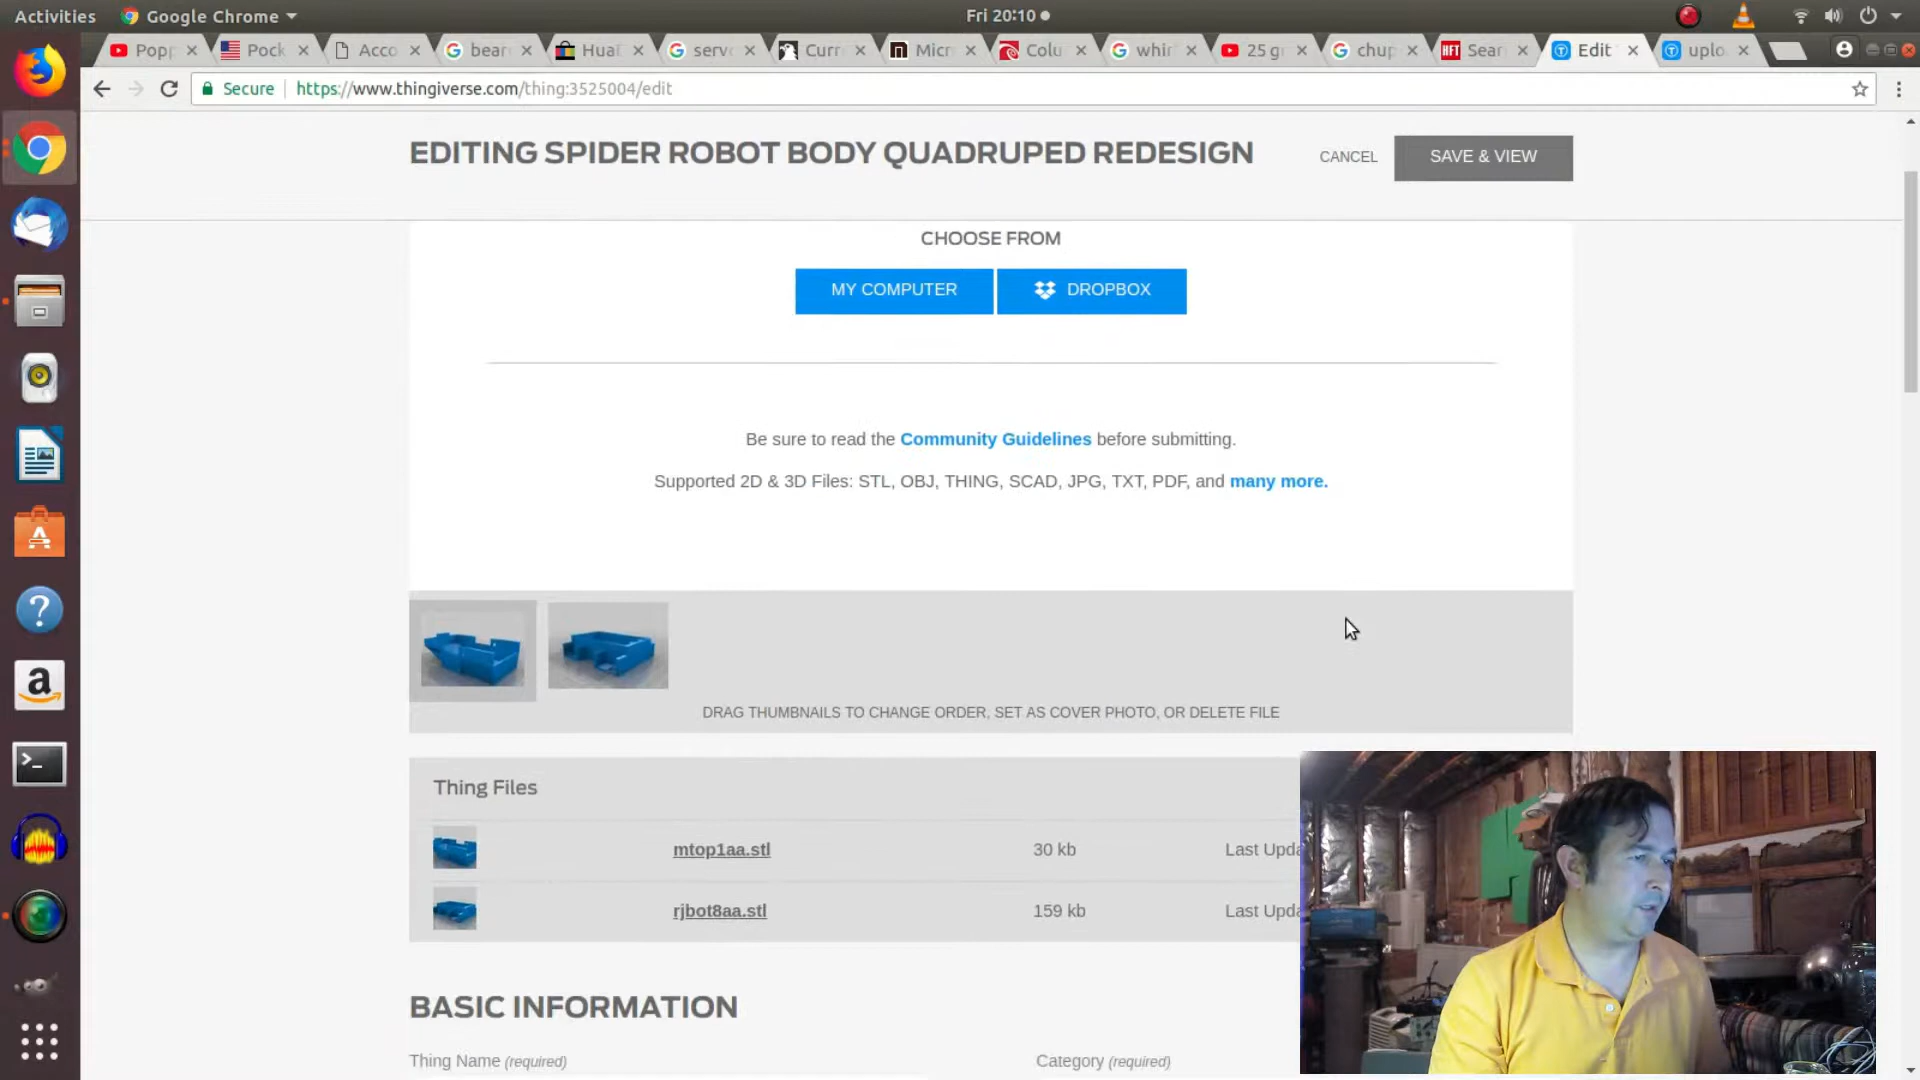 Activities Google Chrome Fri 20:10
Popp Pock Acco bear Hual serv Curr Micr Colu whir 25 g chup HFT Sear Edit uplo
Secure https://www.thingiverse.com/thing:3525004/edit
EDITING SPIDER ROBOT BODY QUADRUPED REDESIGN CANCEL SAVE & VIEW
CHOOSE FROM
MY COMPUTER DROPBOX
Be sure to read the Community Guidelines before submitting.
Supported 2D & 3D Files: STL, OBJ, THING, SCAD, JPG, TXT, PDF, and many more.
DRAG THUMBNAILS TO CHANGE ORDER, SET AS COVER PHOTO, OR DELETE FILE
Thing Files
mtop1aa.stl 30 kb Last Upda
rjbot8aa.stl 159 kb Last Upda
BASIC INFORMATION
Thing Name (required) Category (required)